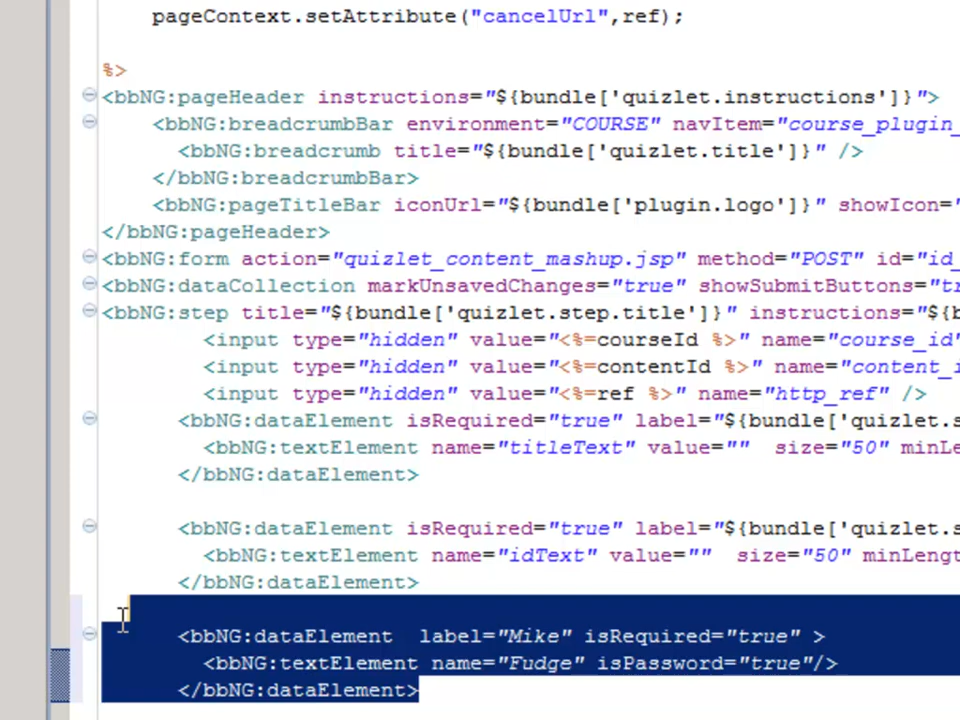 pageContext.setAttribute("cancelUrl",ref);
%>
<bbNG:pageHeader instructions="${bundle['quizlet.instructions']}">
<bbNG:breadcrumbBar environment="COURSE" navItem="course_plugin_
<bbNG:breadcrumb title="${bundle['quizlet.title']}" />
</bbNG:breadcrumbBar>
<bbNG:pageTitleBar iconUrl="${bundle['plugin.logo']}" showIcon="
</bbNG:pageHeader>
<bbNG:form action="quizlet_content_mashup.jsp" method="POST" id="id_
<bbNG:dataCollection markUnsavedChanges="true" showSubmitButtons="tr
<bbNG:step title="${bundle['quizlet.step.title']}" instructions="${b
<input type="hidden" value="<%=courseId %>" name="course_id"
<input type="hidden" value="<%=contentId %>" name="content_i
<input type="hidden" value="<%=ref %>" name="http_ref" />
<bbNG:dataElement isRequired="true" label="${bundle['quizlet.s
<bbNG:textElement name="titleText" value="" size="50" minLe
</bbNG:dataElement>
<bbNG:dataElement isRequired="true" label="${bundle['quizlet.s
<bbNG:textElement name="idText" value="" size="50" minLengt
</bbNG:dataElement>
<bbNG:dataElement label="Mike" isRequired="true" >
<bbNG:textElement name="Fudge" isPassword="true"/>
</bbNG:dataElement>